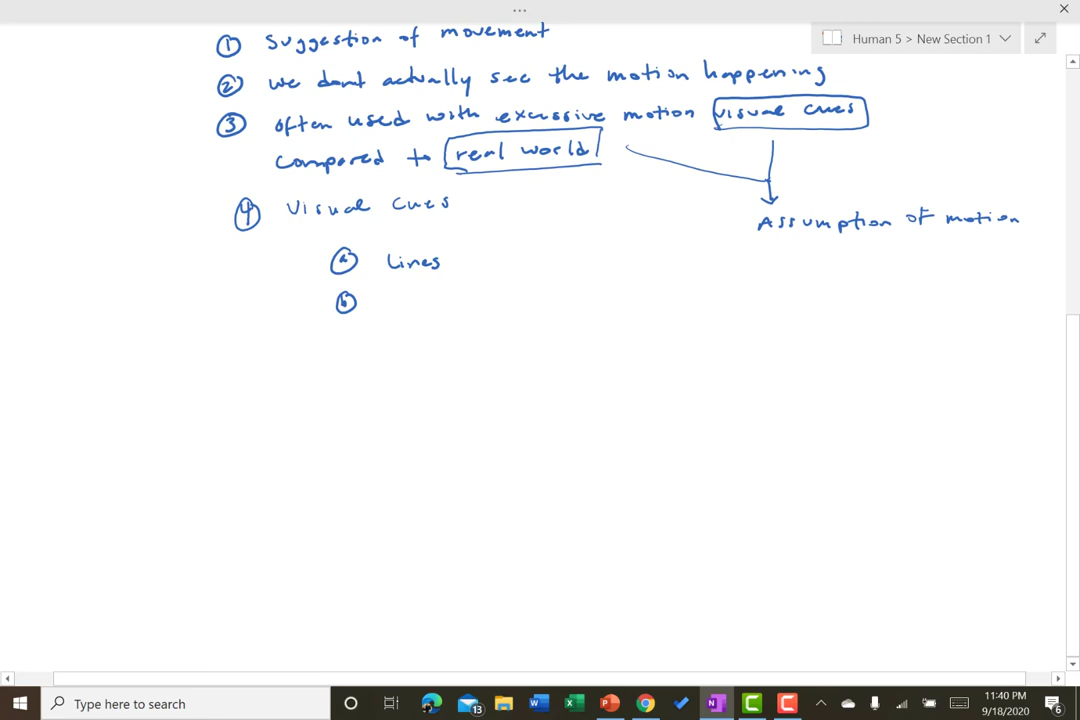 Human 5 > New Section 1
① Suggestion of movement
② we dont actually see the motion happening
③ often used with excessive motion visual cues
compared to real world
④ Visual Cues
Assumption of motion
ⓐ Lines
ⓑ
Type here to search
13
11:40 PM
9/18/2020
6